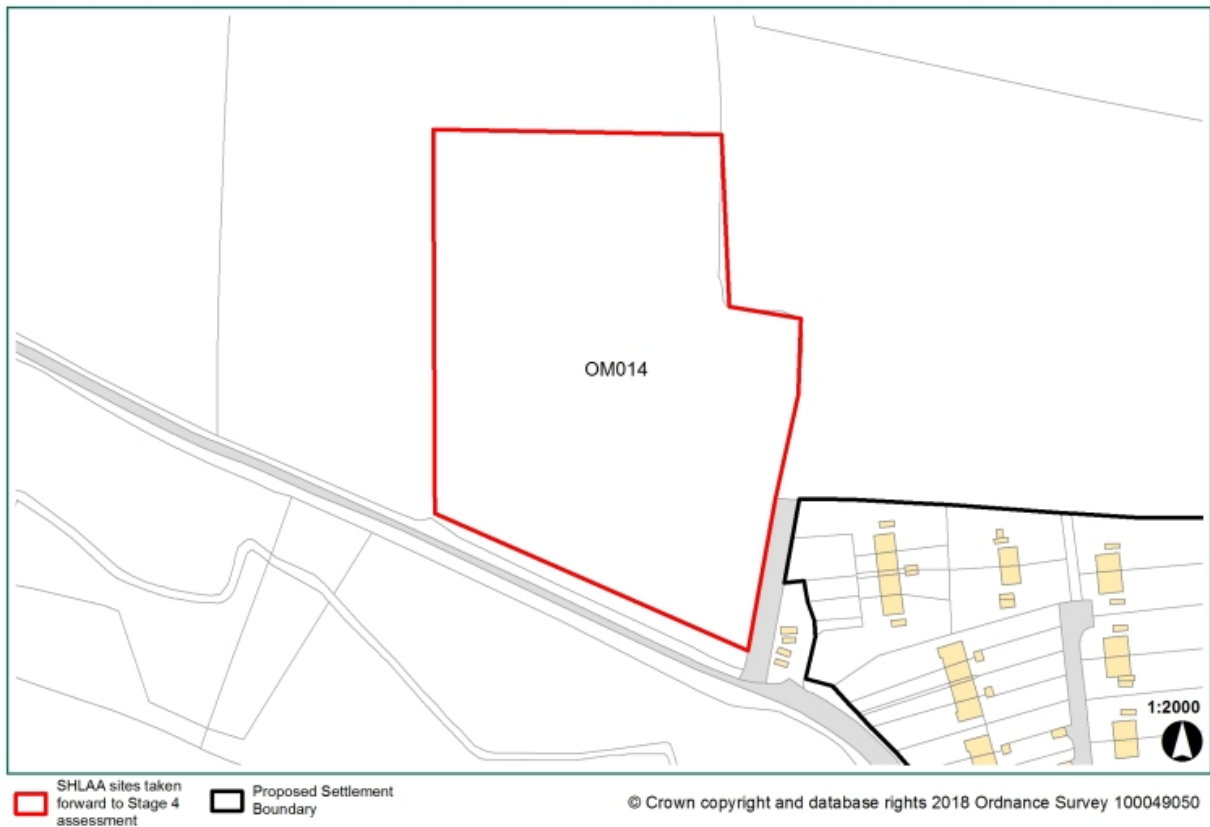 OM014
1:2000
SHLAA sites taken
forward to Stage 4
assessment
Proposed Settlement
Boundary
© Crown copyright and database rights 2018 Ordnance Survey 100049050